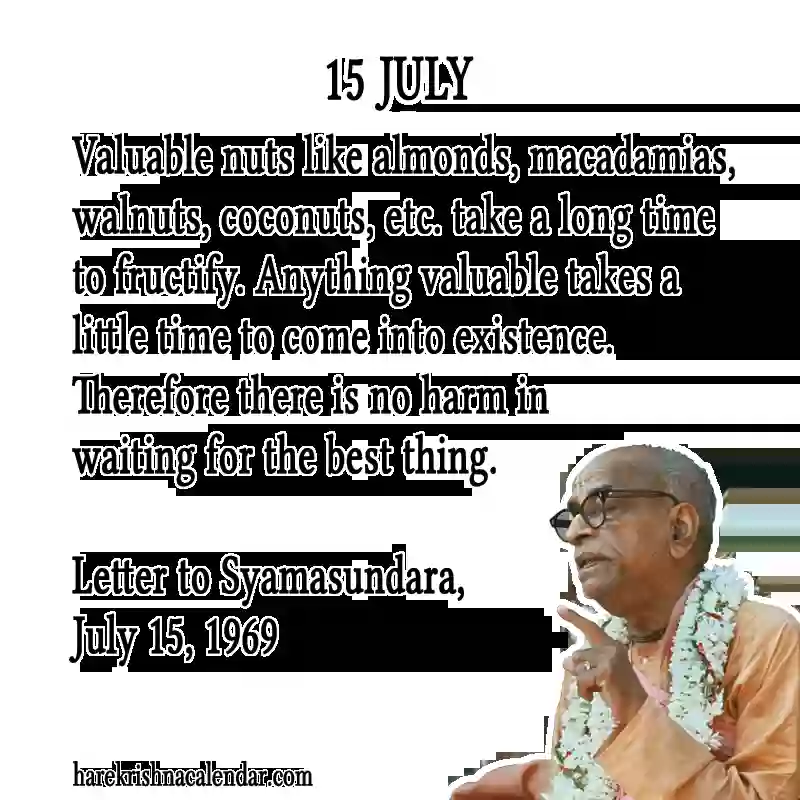 15 JULY
Valuable nuts like almonds, macadamias,
walnuts, coconuts, etc. take a long time
to fructify. Anything valuable takes a
little time to come into existence.
Therefore there is no harm in
waiting for the best thing.
Letter to Syamasundara,
July 15, 1969
harekrishnacalendar.com